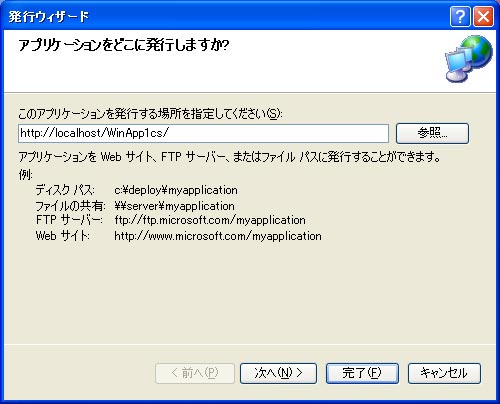 発行ウィザード
アプリケーションをどこに発行しますか?
このアプリケーションを発行する場所を指定してください(S):
http://localhost/WinApp1cs/
参照...
アプリケーションを Web サイト、FTP サーバー、またはファイル パスに発行することができます。
例:
ディスク パス: c:¥deploy¥myapplication
ファイルの共有: ¥¥server¥myapplication
FTP サーバー: ftp://ftp.microsoft.com/myapplication
Web サイト: http://www.microsoft.com/myapplication
< 前へ(P) 次へ(N) > 完了(F) キャンセル